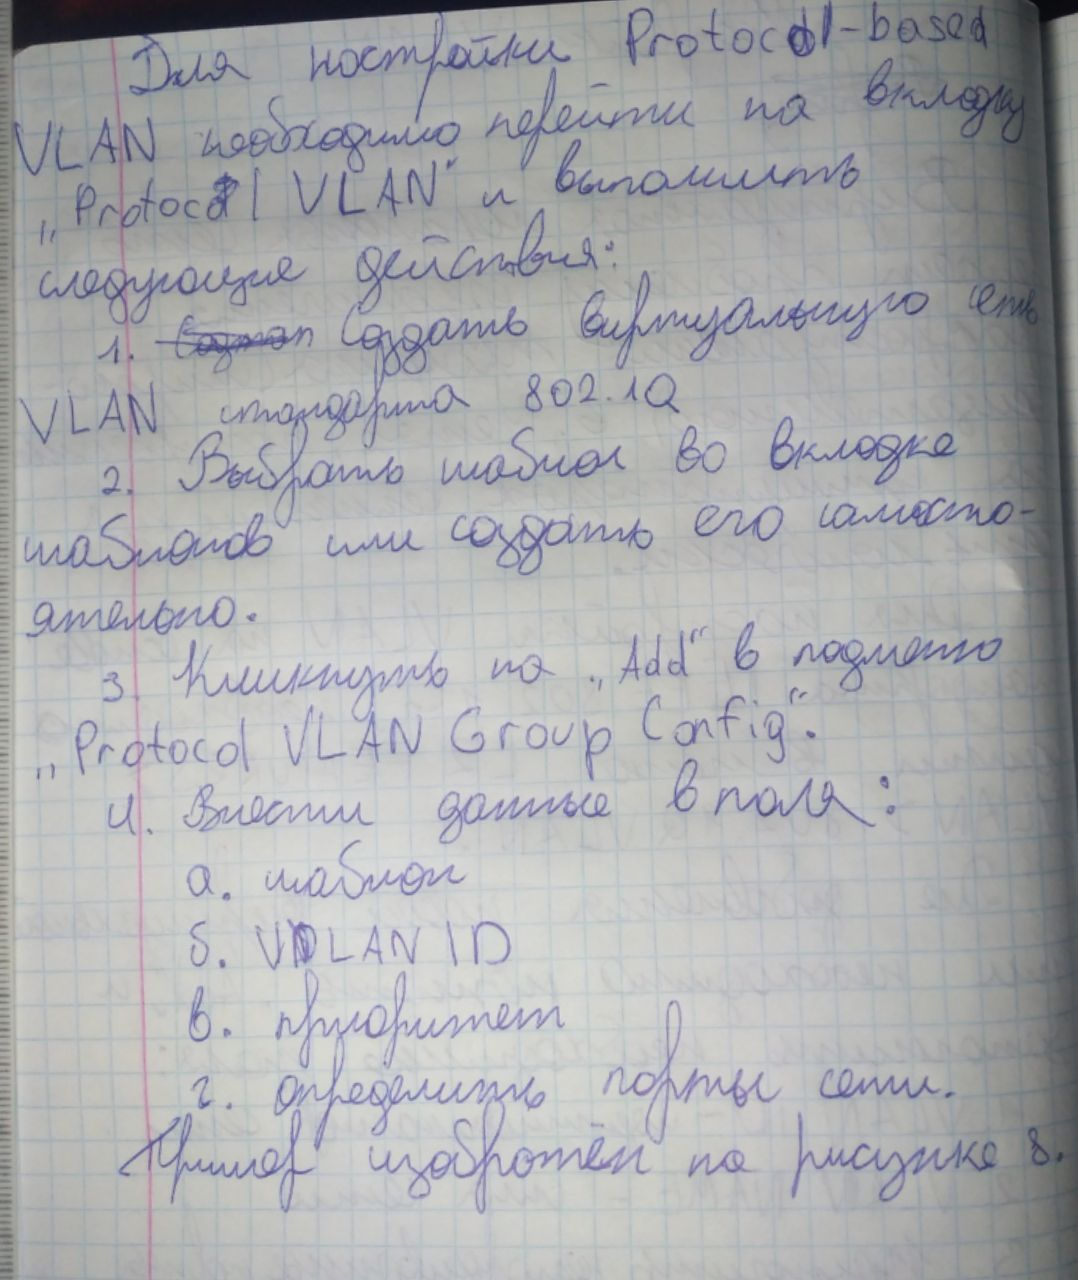 Для настройки Protocol-based
VLAN необходимо перейти на вкладку
„Protocol VLAN“ и выполнить
следующие действия:
1. Создать виртуальную сеть
VLAN стандарта 802.1Q
2. Выбрать шаблон во вкладке
шаблонов или создать его самосто-
ятельно.
3. Кликнуть на „Add“ в подменю
„Protocol VLAN Group Config“.
4. Внести данные в поля:
а. шаблон
б. VLAN ID
в. приоритет
г. определить порты сети.
Пример изображён на рисунке 8.